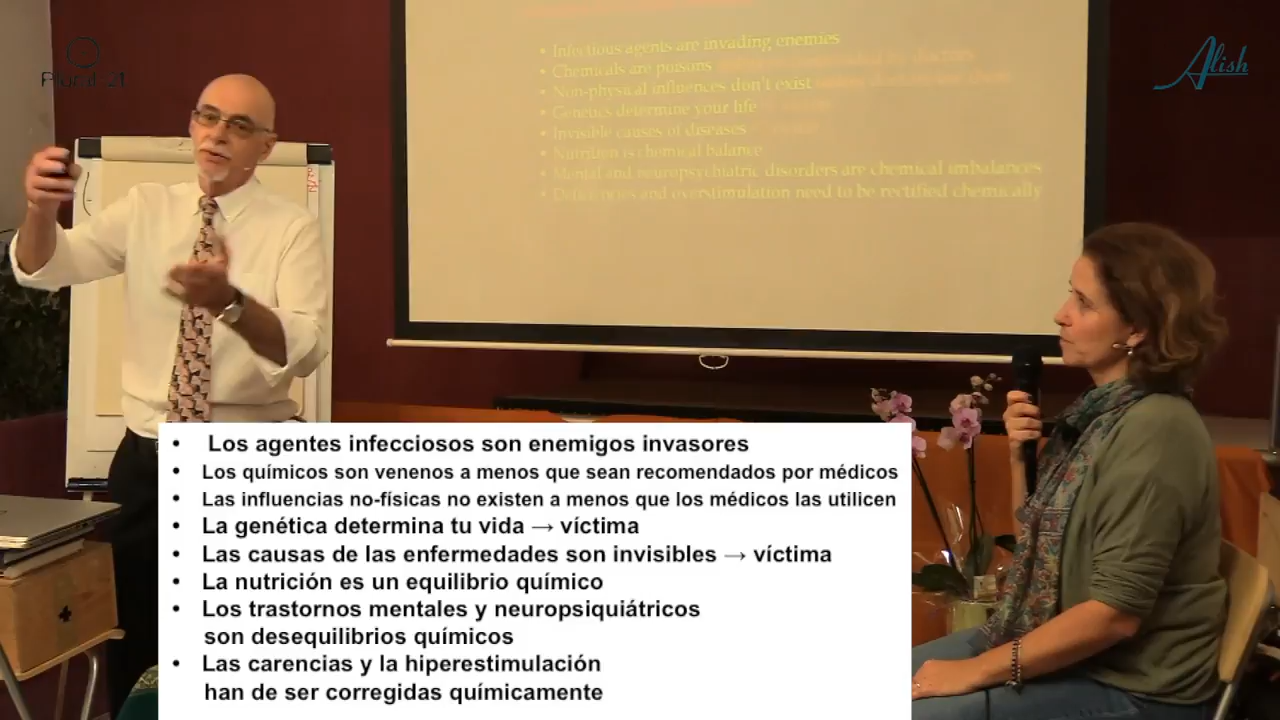 Plural-21
Alish
• Infectious agents are invading enemies
• Chemicals are poisons
• Non-physical influences don't exist
• Genetics determine your life
• Invisible causes of diseases
• Nutrition is chemical balance
• Mental and neuropsychiatric disorders are chemical imbalances
• Deficiencies and overstimulation need to be rectified chemically
• Los agentes infecciosos son enemigos invasores
• Los químicos son venenos a menos que sean recomendados por médicos
• Las influencias no-físicas no existen a menos que los médicos las utilicen
• La genética determina tu vida → víctima
• Las causas de las enfermedades son invisibles → víctima
• La nutrición es un equilibrio químico
• Los trastornos mentales y neuropsiquiátricos
son desequilibrios químicos
• Las carencias y la hiperestimulación
han de ser corregidas químicamente